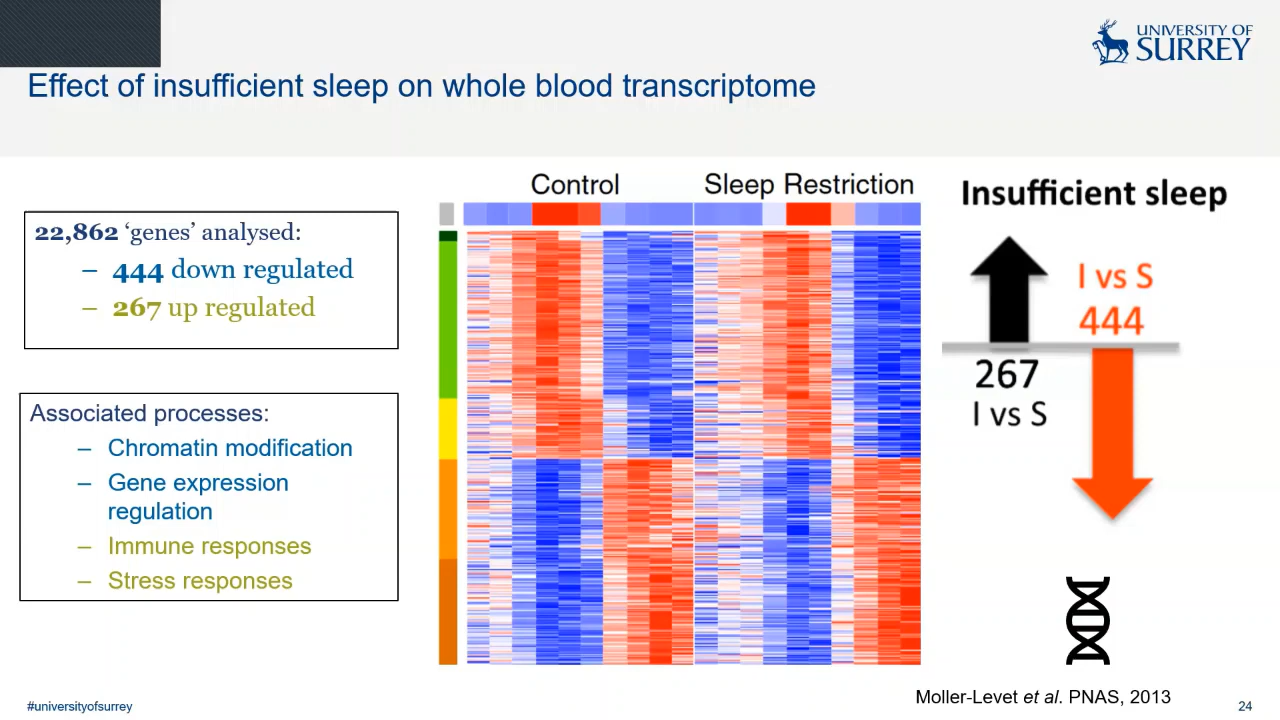 UNIVERSITY OF
SURREY
Effect of insufficient sleep on whole blood transcriptome
22,862 ‘genes’ analysed:
– 444 down regulated
– 267 up regulated
Associated processes:
– Chromatin modification
– Gene expression
regulation
– Immune responses
– Stress responses
Control
Sleep Restriction
Insufficient sleep
I vs S
444
267
I vs S
Moller-Levet et al. PNAS, 2013
#universityofsurrey
24